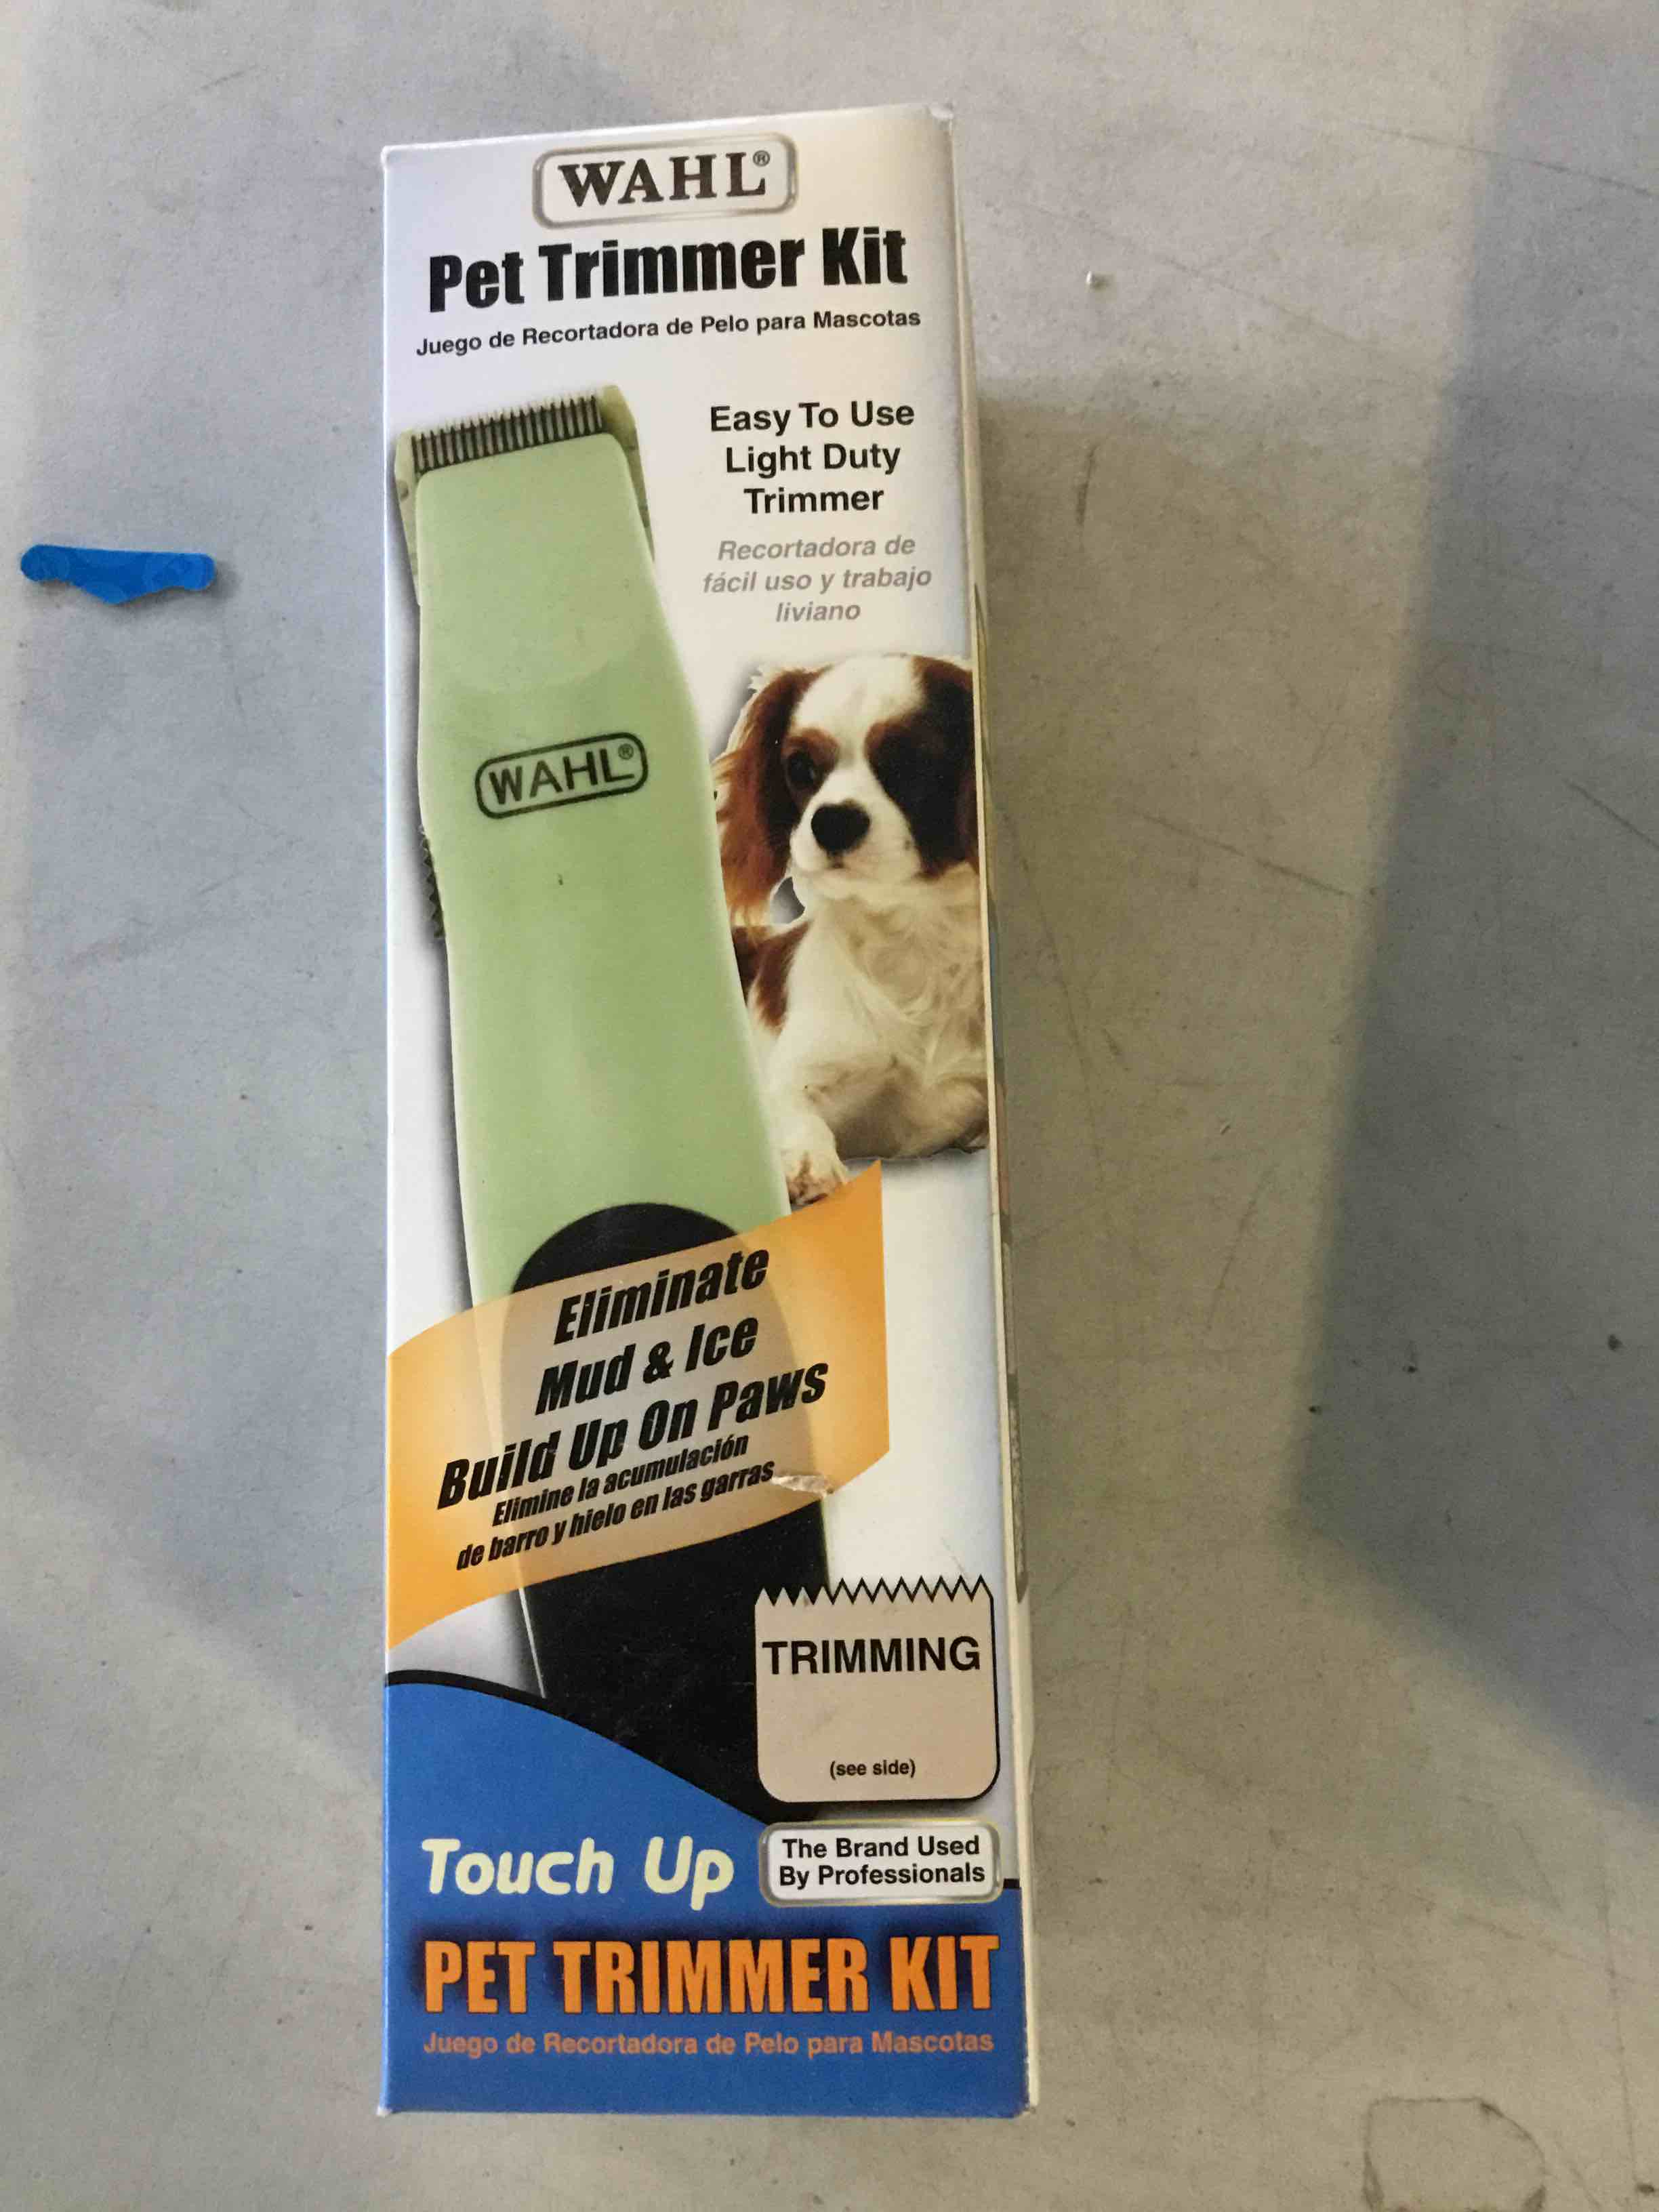 WAHL®
Pet Trimmer Kit
Juego de Recortadora de Pelo para Mascotas
Easy To Use
Light Duty
Trimmer
Recortadora de
fácil uso y trabajo
liviano
WAHL®
Eliminate
Mud & Ice
Build Up On Paws
Elimine la acumulación
de barro y hielo en las garras
TRIMMING
(see side)
Touch Up
The Brand Used
By Professionals
PET TRIMMER KIT
Juego de Recortadora de Pelo para Mascotas